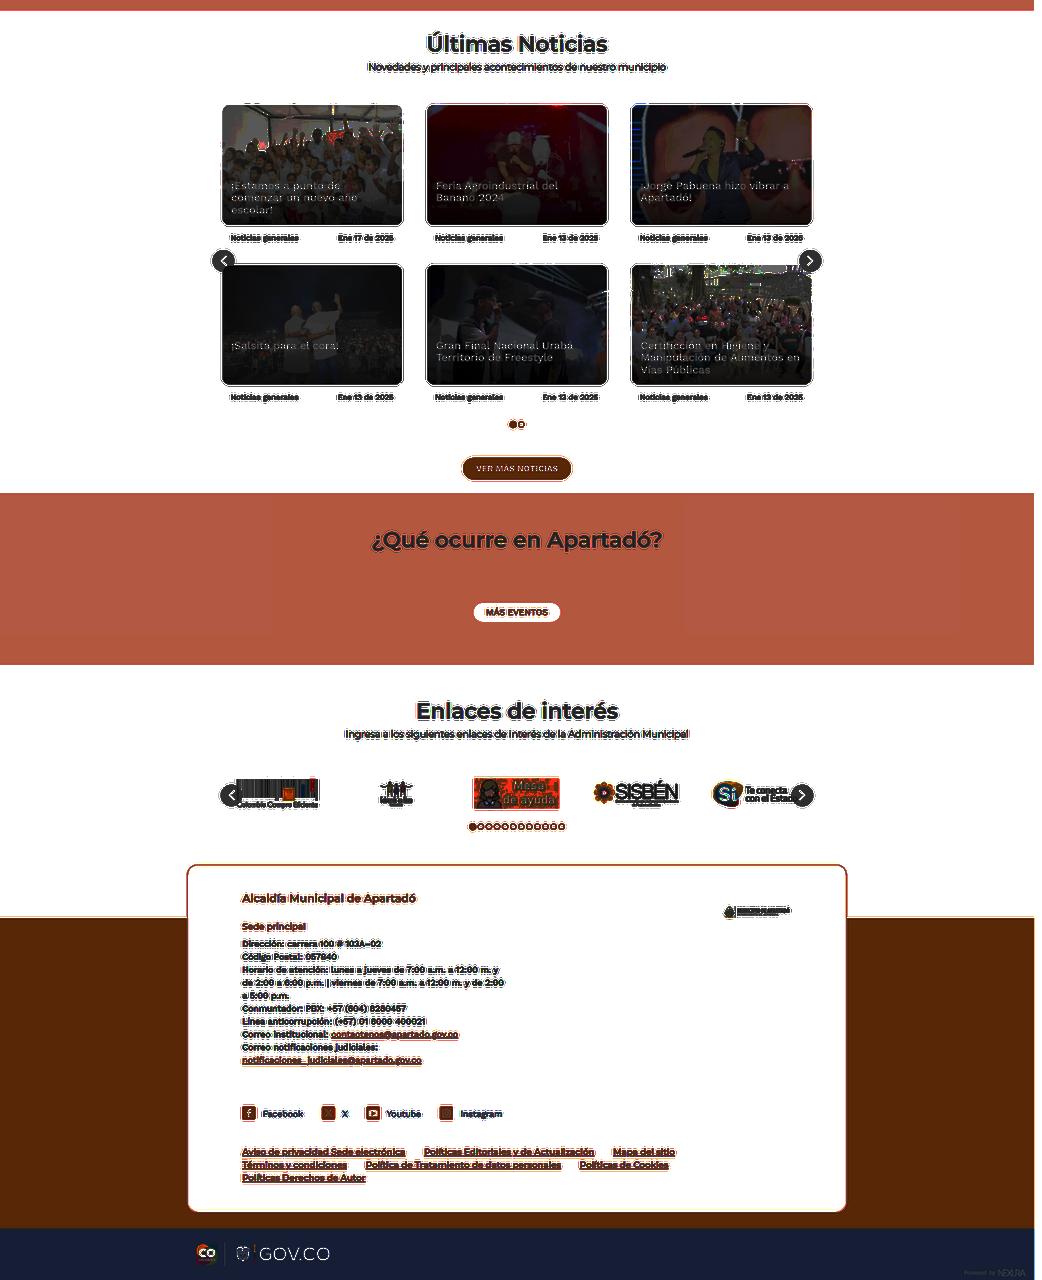 Últimas Noticias
Novedades y principales acontecimientos de nuestro municipio
¡Estamos a punto de
comenzar un nuevo año
escolar!
Feria Agroindustrial del
Banano 2024
¡Jorge Pabuena hizo vibrar a
Apartadó!
Noticias generales Ene 17 de 2025
Noticias generales Ene 13 de 2025
Noticias generales Ene 13 de 2025
¡Salsita para el coral
Gran Final Nacional Urabá
Territorio de Freestyle
Certificción en Higiene y
Manipulación de Alimentos en
Vías Públicas
Noticias generales Ene 13 de 2025
Noticias generales Ene 12 de 2025
Noticias generales Ene 12 de 2025
VER MÁS NOTICIAS
¿Qué ocurre en Apartadó?
MÁS EVENTOS
Enlaces de interés
Ingresa a los siguientes enlaces de interés de la Administración Municipal
Colombia Compra Eficiente
Mesa
de ayuda
SISBÉN
Sí Te conecta
con el Estado
Alcaldía Municipal de Apartadó
Sede principal
Dirección: carrera 100 # 103A-02
Código Postal: 057840
Horario de atención: lunes a jueves de 7:00 a.m. a 12:00 m. y
de 2:00 a 6:00 p.m. | viernes de 7:00 a.m. a 12:00 m. y de 2:00
a 5:00 p.m.
Conmutador: PBX: +57 (604) 8280457
Línea anticorrupción: (+57) 01 8000 400021
Correo institucional: contactenos@apartado.gov.co
Correo notificaciones judiciales:
notificaciones_judiciales@apartado.gov.co
Facebook X Youtube Instagram
Aviso de privacidad Sede electrónica Políticas Editoriales y de Actualización Mapa del sitio
Términos y condiciones Política de Tratamiento de datos personales Políticas de Cookies
Políticas Derechos de Autor
CO GOV.CO
Powered by NEXURA